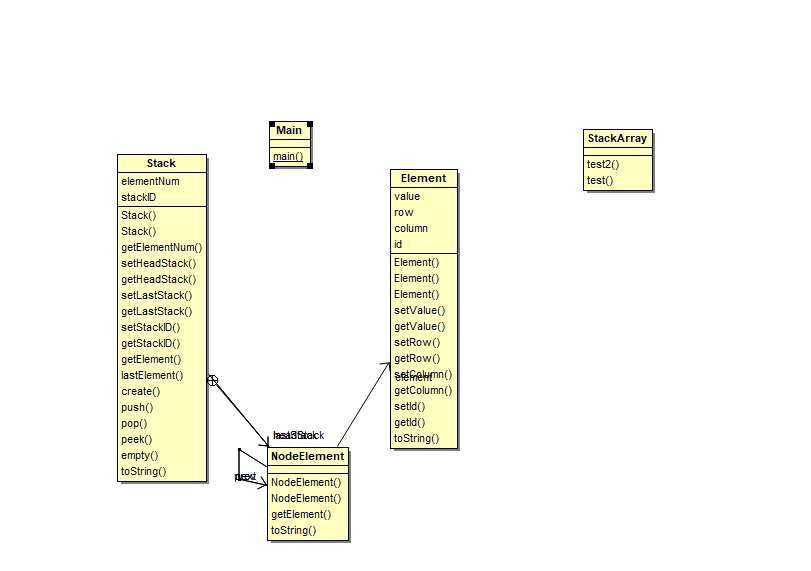 Main
main()
StackArray
test2()
test()
Stack
elementNum
stackID
Stack()
Stack()
getElementNum()
setHeadStack()
getHeadStack()
setLastStack()
getLastStack()
setStackID()
getStackID()
getElement()
lastElement()
create()
push()
pop()
peek()
empty()
toString()
Element
value
row
column
id
Element()
Element()
Element()
setValue()
getValue()
setRow()
getRow()
setColumn()
element
getColumn()
setId()
getId()
toString()
NodeElement
NodeElement()
NodeElement()
getElement()
toString()